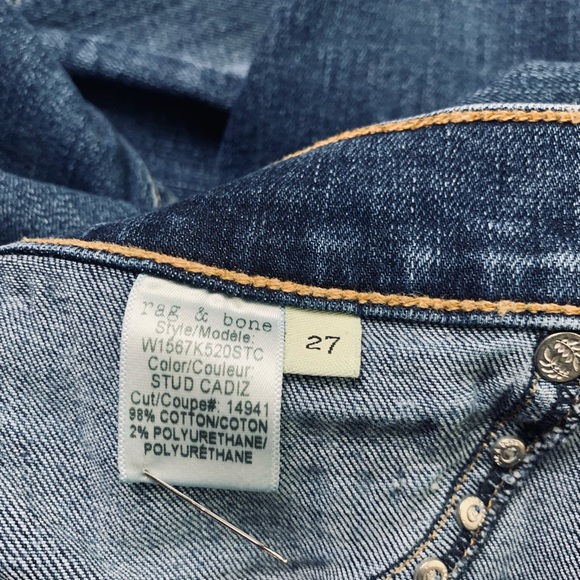 rag & bone
Style/Modèle:
W1567K520STC
Color/Couleur:
STUD CADIZ
Cut/Coupe#: 14941
98% COTTON/COTON
2% POLYURETHANE/
POLYURÉTHANE
27